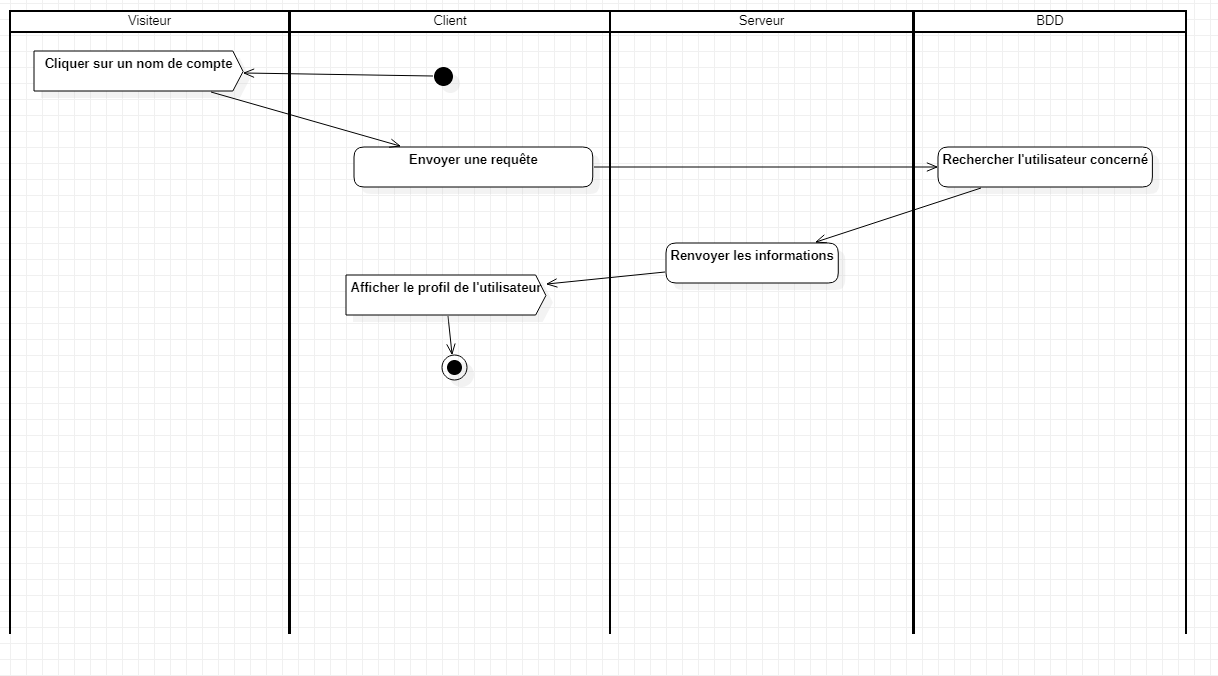 Visiteur
Client
Serveur
BDD
Cliquer sur un nom de compte
Envoyer une requête
Rechercher l'utilisateur concerné
Renvoyer les informations
Afficher le profil de l'utilisateur